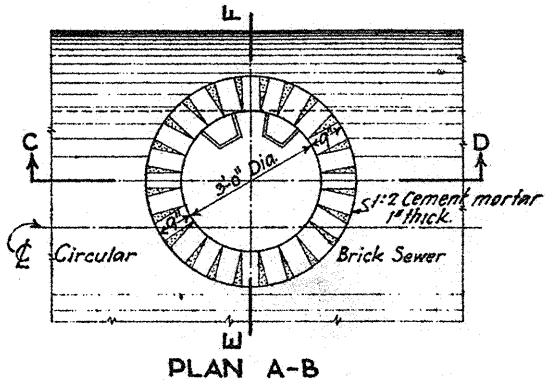 F
C
D
9"
3'-0" Dia.
9"
1:2 Cement mortar
1" thick.
℄ Circular
Brick Sewer
E
PLAN A-B